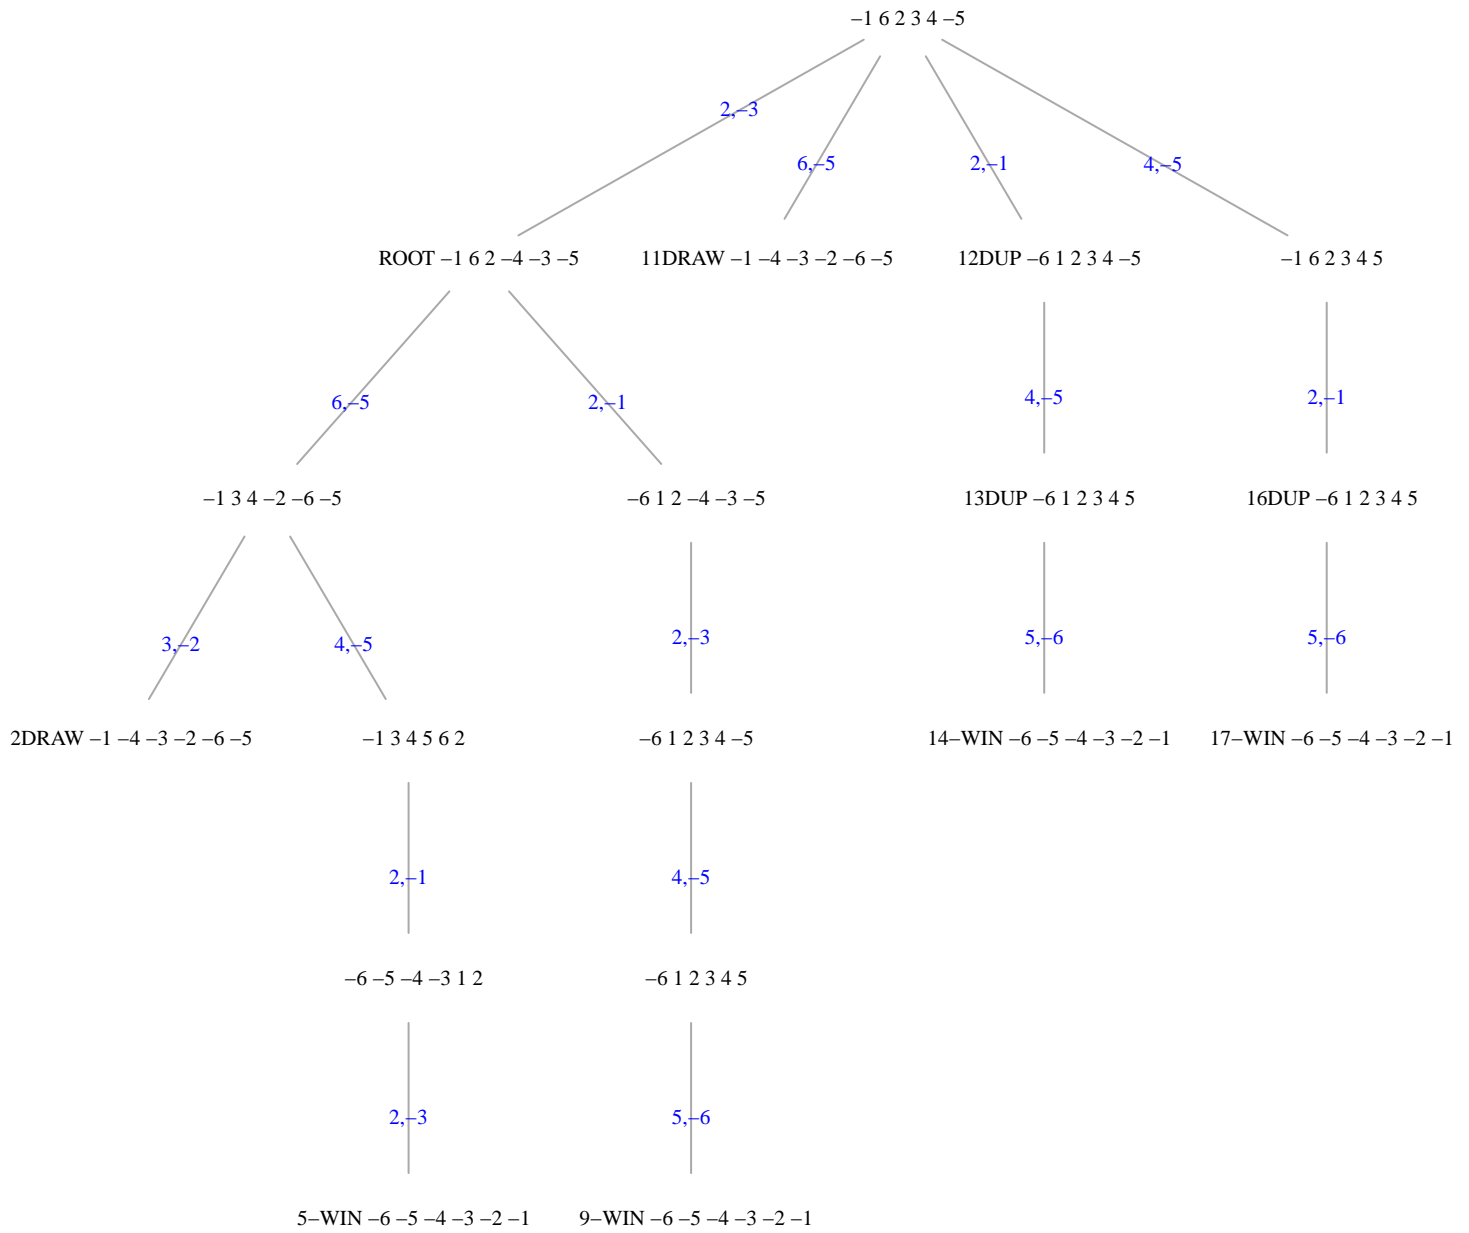 –1 6 2 3 4 –5
2,–3
6,–5
2,–1
4,–5
ROOT –1 6 2 –4 –3 –5
11DRAW –1 –4 –3 –2 –6 –5
12DUP –6 1 2 3 4 –5
–1 6 2 3 4 5
6,–5
2,–1
4,–5
2,–1
–1 3 4 –2 –6 –5
–6 1 2 –4 –3 –5
13DUP –6 1 2 3 4 5
16DUP –6 1 2 3 4 5
3,–2
4,–5
2,–3
5,–6
5,–6
2DRAW –1 –4 –3 –2 –6 –5
–1 3 4 5 6 2
–6 1 2 3 4 –5
14–WIN –6 –5 –4 –3 –2 –1
17–WIN –6 –5 –4 –3 –2 –1
2,–1
4,–5
–6 –5 –4 –3 1 2
–6 1 2 3 4 5
2,–3
5,–6
5–WIN –6 –5 –4 –3 –2 –1
9–WIN –6 –5 –4 –3 –2 –1